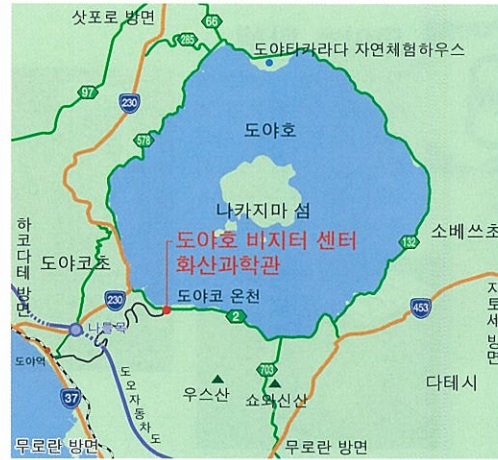 삿포로 방면
66
285
도야타카라다 자연체험하우스
97
230
578
도야호
나카지마 섬
하코다테 방면
도야코초
도야호 비지터 센터
화산과학관
소베쓰초
132
230
도야코 온천
2
453
지토세 방면
나들목
도야역
703
도오자동차도
우스산
쇼와신산
다테시
37
무로란 방면
무로란 방면